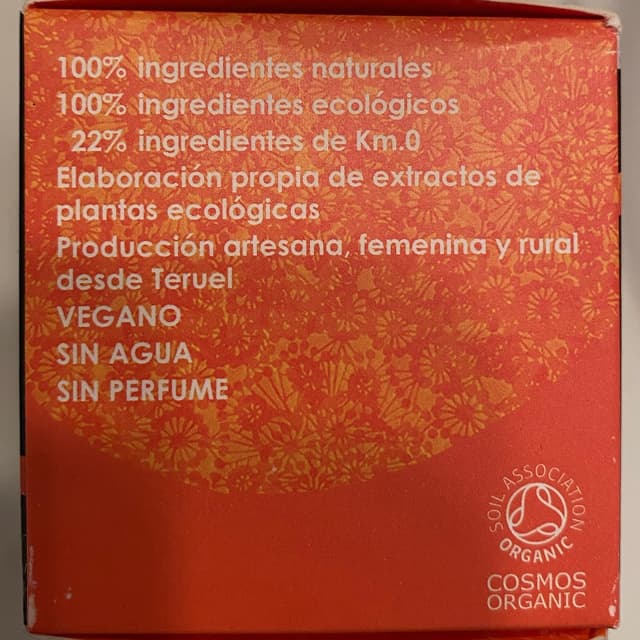 100% ingredientes naturales
100% ingredientes ecológicos
22% ingredientes de Km.0
Elaboración propia de extractos de
plantas ecológicas
Producción artesana, femenina y rural
desde Teruel
VEGANO
SIN AGUA
SIN PERFUME
SOIL ASSOCIATION
ORGANIC
COSMOS
ORGANIC